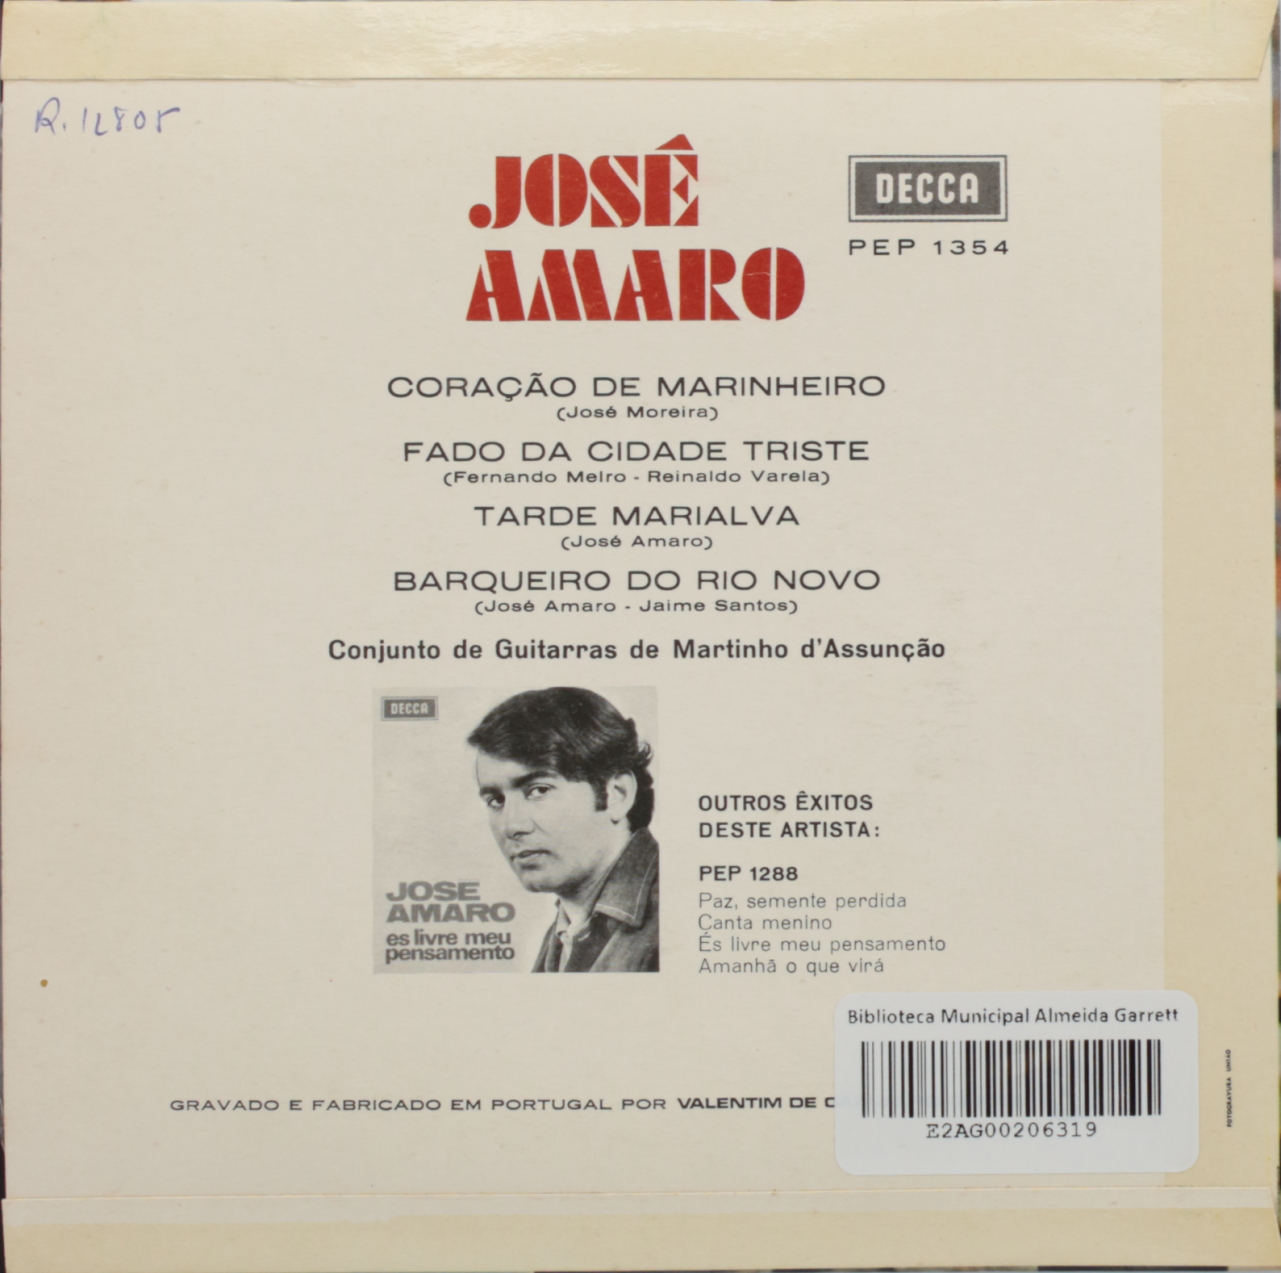 R. 12805
JOSÊ
AMARO
DECCA
PEP 1354
CORAÇÃO DE MARINHEIRO
(José Moreira)
FADO DA CIDADE TRISTE
(Fernando Melro - Reinaldo Varela)
TARDE MARIALVA
(José Amaro)
BARQUEIRO DO RIO NOVO
(José Amaro - Jaime Santos)
Conjunto de Guitarras de Martinho d'Assunção
DECCA
JOSE
AMARO
es livre meu
pensamento
OUTROS ÊXITOS
DESTE ARTISTA:
PEP 1288
Paz, semente perdida
Canta menino
És livre meu pensamento
Amanhã o que virá
Biblioteca Municipal Almeida Garrett
E2AG00206319
GRAVADO E FABRICADO EM PORTUGAL POR VALENTIM DE
FOTOGRAVURA UNIÃO